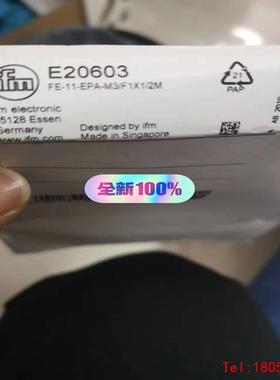 ifm
E20603
FE-11-EPA-M3/F1X1/2M
m electronic
5128 Essen
Germany
www.ifm.com
Designed by ifm
Made in Singapore
21
PAP
全新100%
Tel:1805